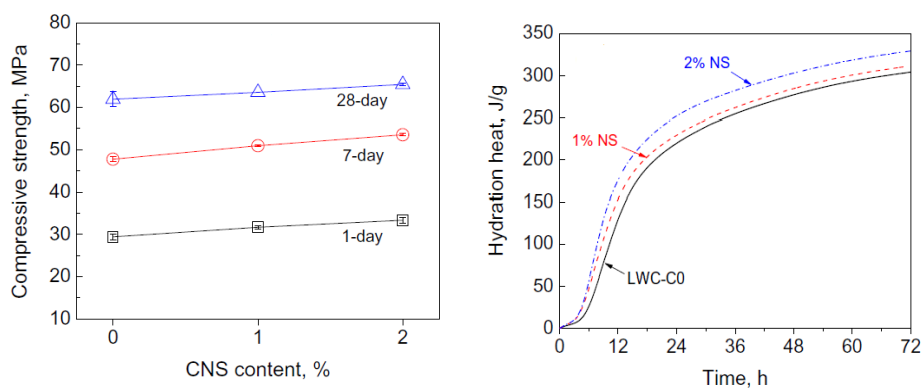 Compressive strength, MPa
80
70
60
50
40
30
20
10
28-day
7-day
1-day
0 1 2
CNS content, %
Hydration heat, J/g
350
300
250
200
150
100
50
0
2% NS
1% NS
LWC-C0
0 12 24 36 48 60 72
Time, h